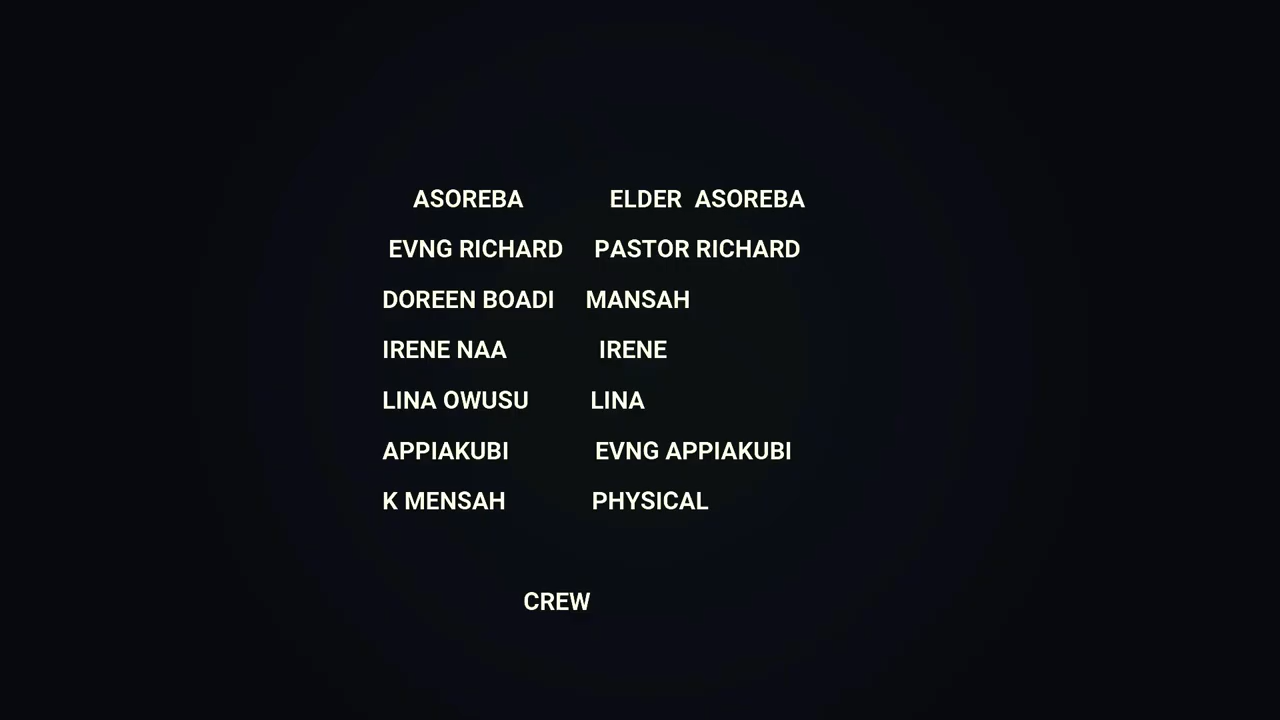 ASOREBA ELDER ASOREBA
EVNG RICHARD PASTOR RICHARD
DOREEN BOADI MANSAH
IRENE NAA IRENE
LINA OWUSU LINA
APPIAKUBI EVNG APPIAKUBI
K MENSAH PHYSICAL
CREW